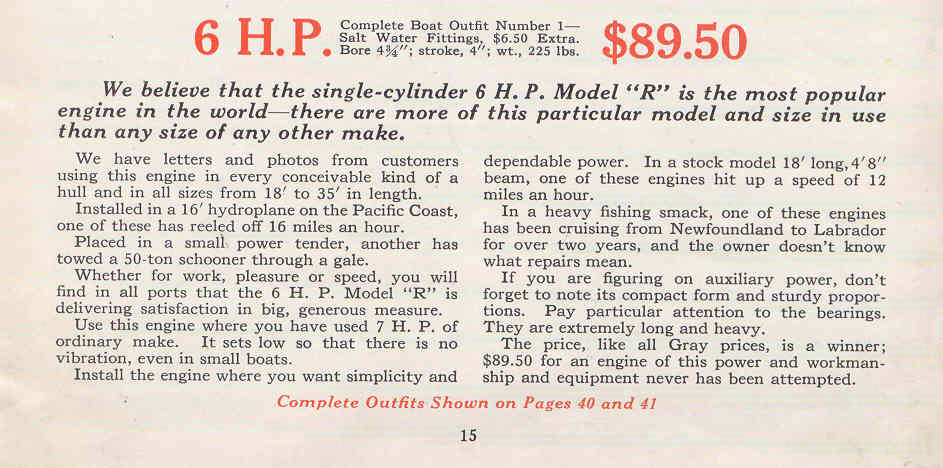 6 H.P.
Complete Boat Outfit Number 1—
Salt Water Fittings, $6.50 Extra.
Bore 4¾″; stroke, 4″; wt., 225 lbs.
$89.50
We believe that the single-cylinder 6 H. P. Model “R” is the most popular
engine in the world—there are more of this particular model and size in use
than any size of any other make.
We have letters and photos from customers
using this engine in every conceivable kind of a
hull and in all sizes from 18′ to 35′ in length.
Installed in a 16′ hydroplane on the Pacific Coast,
one of these has reeled off 16 miles an hour.
Placed in a small power tender, another has
towed a 50-ton schooner through a gale.
Whether for work, pleasure or speed, you will
find in all ports that the 6 H. P. Model “R” is
delivering satisfaction in big, generous measure.
Use this engine where you have used 7 H. P. of
ordinary make. It sets low so that there is no
vibration, even in small boats.
Install the engine where you want simplicity and
dependable power. In a stock model 18′ long, 4′ 8″
beam, one of these engines hit up a speed of 12
miles an hour.
In a heavy fishing smack, one of these engines
has been cruising from Newfoundland to Labrador
for over two years, and the owner doesn’t know
what repairs mean.
If you are figuring on auxiliary power, don’t
forget to note its compact form and sturdy propor-
tions. Pay particular attention to the bearings.
They are extremely long and heavy.
The price, like all Gray prices, is a winner;
$89.50 for an engine of this power and workman-
ship and equipment never has been attempted.
Complete Outfits Shown on Pages 40 and 41
15